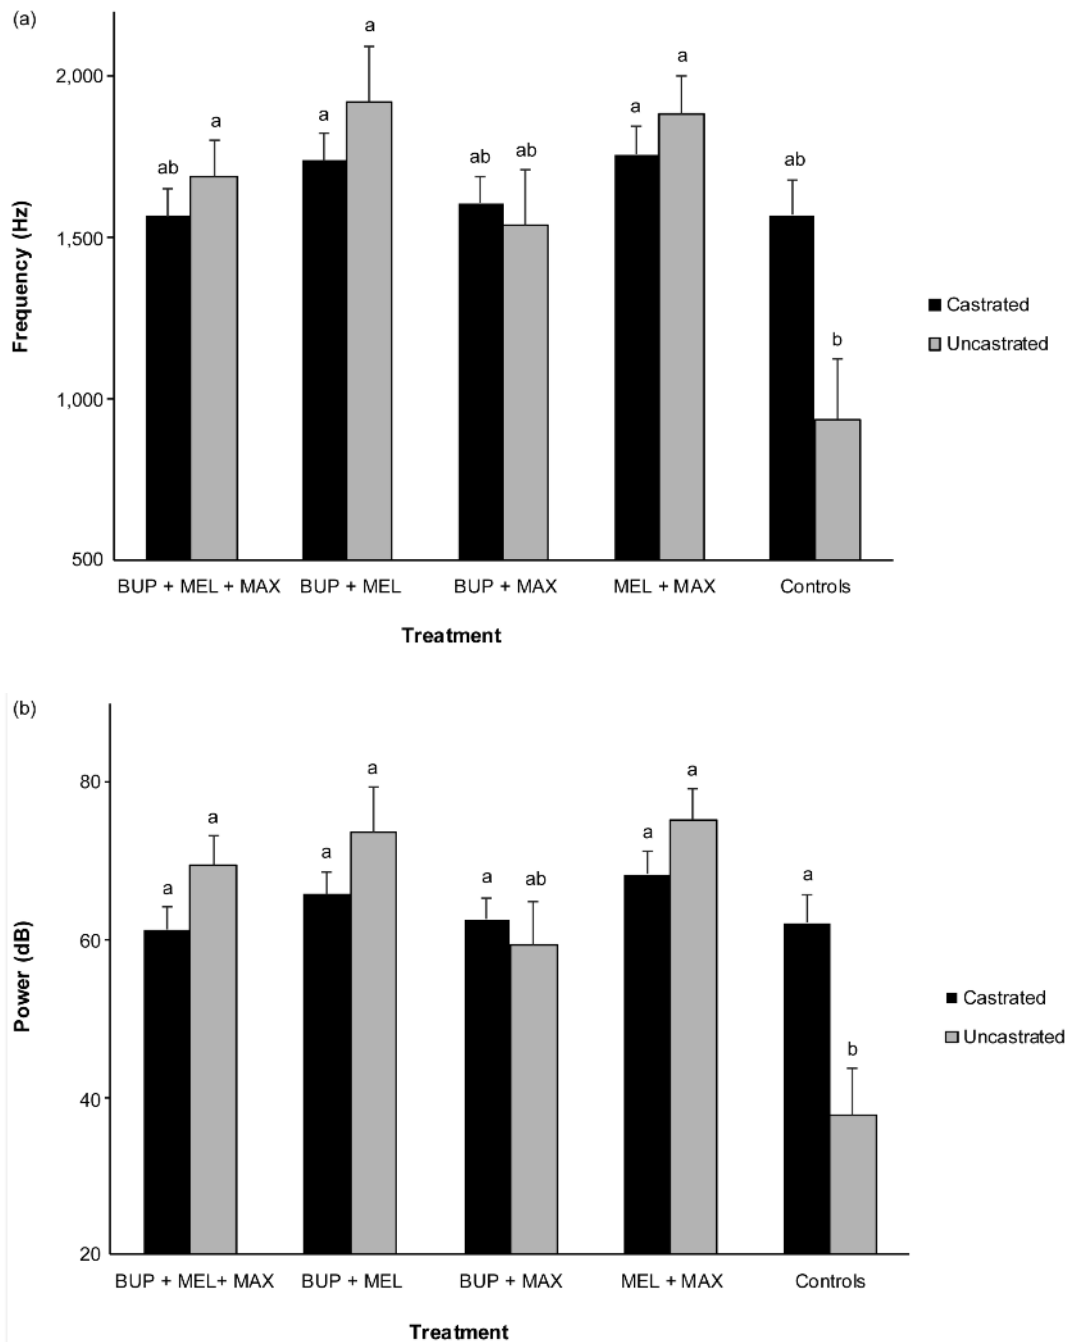 (a)
a
a
a
a
a
ab
ab
ab
ab
b
2,000
1,500
1,000
500
Frequency (Hz)
Castrated
Uncastrated
BUP + MEL + MAX BUP + MEL BUP + MAX MEL + MAX Controls
Treatment
(b)
a
a
a
a
a
a
a
ab
a
b
80
60
40
20
Power (dB)
Castrated
Uncastrated
BUP + MEL+ MAX BUP + MEL BUP + MAX MEL + MAX Controls
Treatment